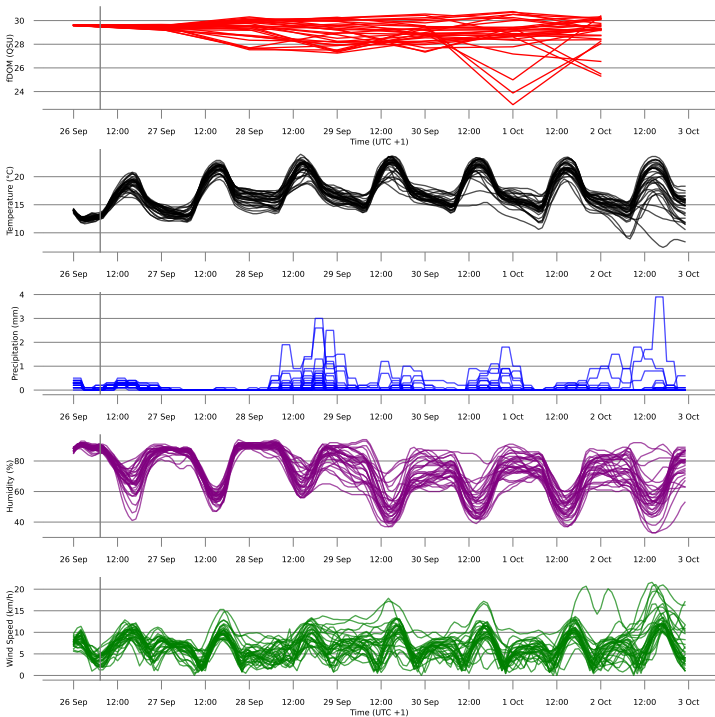 30
28
26
24
fDOM (QSU)
26 Sep 12:00 27 Sep 12:00 28 Sep 12:00 29 Sep 12:00 30 Sep 12:00 1 Oct 12:00 2 Oct 12:00 3 Oct
Time (UTC +1)
20
15
10
Temperature (°C)
26 Sep 12:00 27 Sep 12:00 28 Sep 12:00 29 Sep 12:00 30 Sep 12:00 1 Oct 12:00 2 Oct 12:00 3 Oct
4
3
2
1
0
Precipitation (mm)
26 Sep 12:00 27 Sep 12:00 28 Sep 12:00 29 Sep 12:00 30 Sep 12:00 1 Oct 12:00 2 Oct 12:00 3 Oct
80
60
40
Humidity (%)
26 Sep 12:00 27 Sep 12:00 28 Sep 12:00 29 Sep 12:00 30 Sep 12:00 1 Oct 12:00 2 Oct 12:00 3 Oct
20
15
10
5
0
Wind Speed (km/h)
26 Sep 12:00 27 Sep 12:00 28 Sep 12:00 29 Sep 12:00 30 Sep 12:00 1 Oct 12:00 2 Oct 12:00 3 Oct
Time (UTC +1)